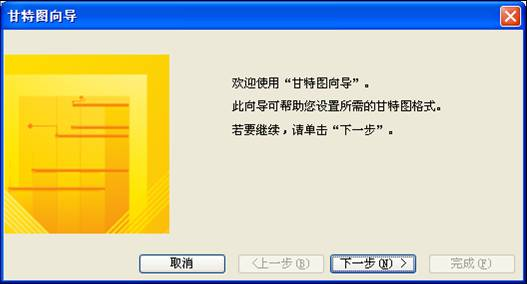 甘特图向导
欢迎使用“甘特图向导”。
此向导可帮助您设置所需的甘特图格式。
若要继续，请单击“下一步”。
取消
<上一步(B)
下一步(N) >
完成(F)